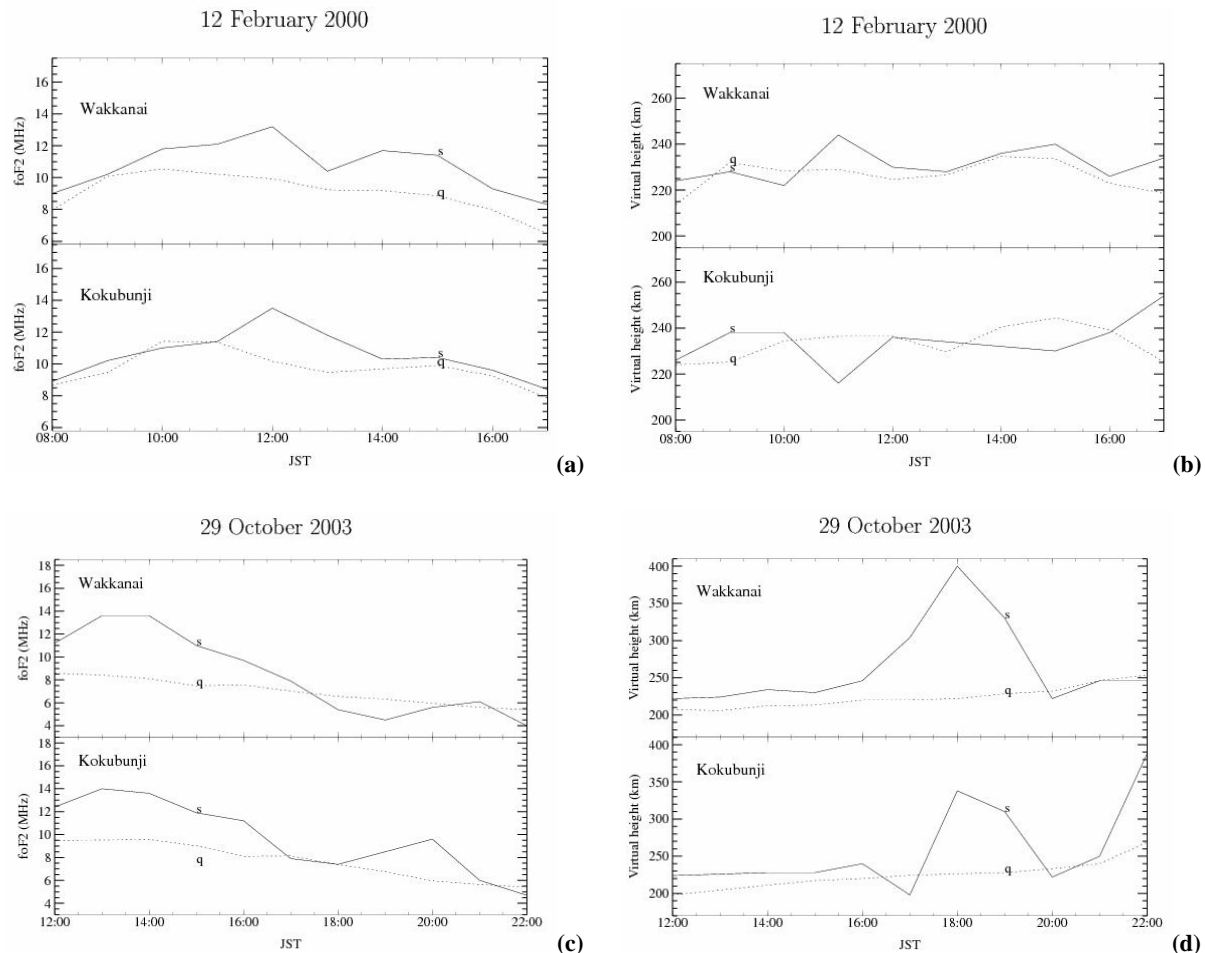 12 February 2000
foF2 (MHz)
16
14
12
10
8
6
Wakkanai
s
q
foF2 (MHz)
16
14
12
10
8
6
Kokubunji
s
q
08:00 10:00 12:00 14:00 16:00
JST
(a)
12 February 2000
Virtual height (km)
260
240
220
200
Wakkanai
q
s
Virtual height (km)
260
240
220
200
Kokubunji
s
q
08:00 10:00 12:00 14:00 16:00
JST
(b)
29 October 2003
foF2 (MHz)
18
16
14
12
10
8
6
4
Wakkanai
s
q
foF2 (MHz)
18
16
14
12
10
8
6
4
Kokubunji
s
q
12:00 14:00 16:00 18:00 20:00 22:00
JST
(c)
29 October 2003
Virtual height (km)
400
350
300
250
200
Wakkanai
s
q
Virtual height (km)
400
350
300
250
200
Kokubunji
s
q
12:00 14:00 16:00 18:00 20:00 22:00
JST
(d)